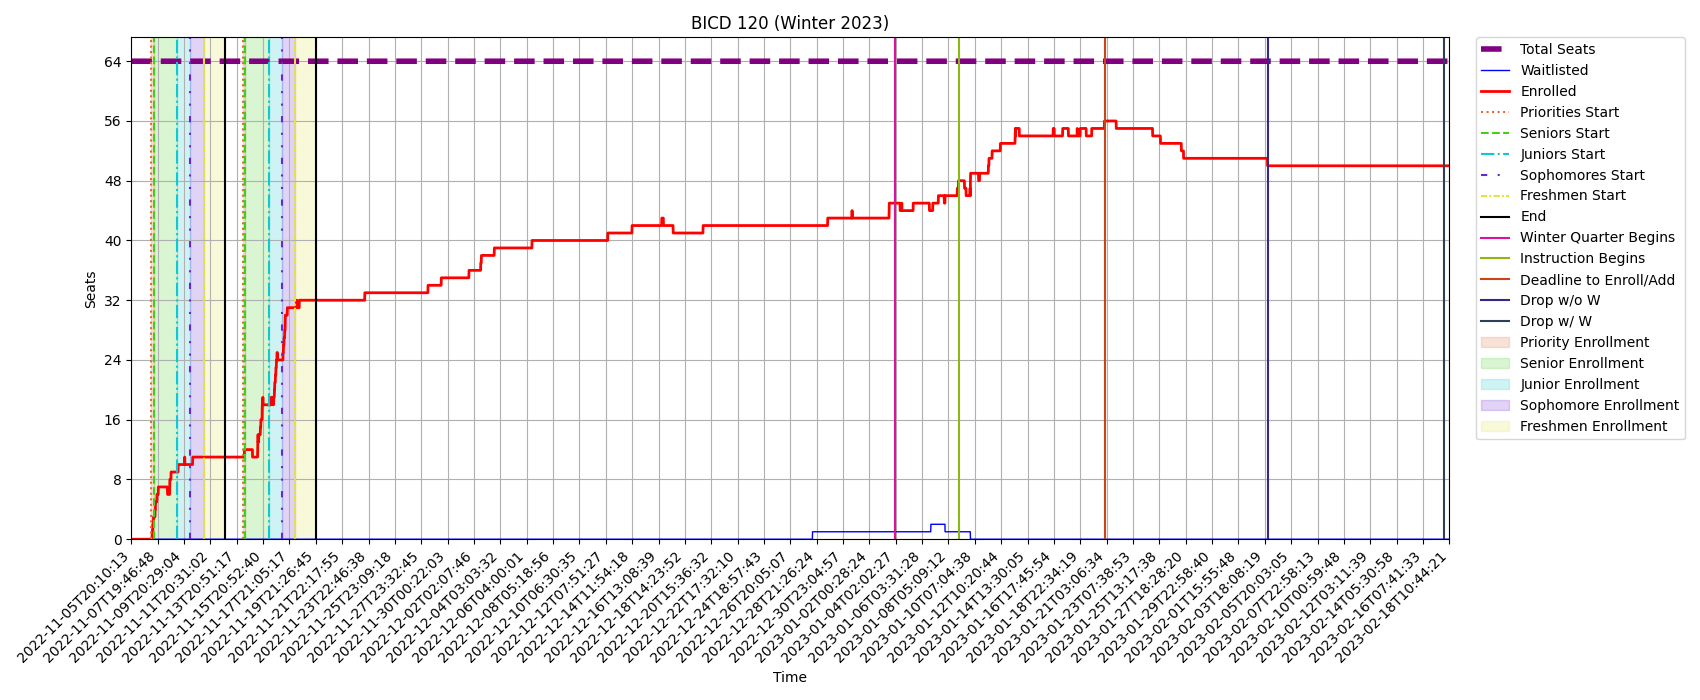 BICD 120 (Winter 2023)
Seats
64
56
48
40
32
24
16
8
0
2022-11-05T20:10:13
2022-11-07T19:46:48
2022-11-09T20:29:04
2022-11-11T20:31:02
2022-11-13T20:51:17
2022-11-15T20:52:40
2022-11-17T21:05:17
2022-11-19T21:26:45
2022-11-21T22:17:55
2022-11-23T22:46:38
2022-11-25T23:09:18
2022-11-27T23:32:45
2022-11-30T00:22:03
2022-12-02T02:07:46
2022-12-04T03:03:32
2022-12-06T04:00:01
2022-12-08T05:18:56
2022-12-10T06:30:35
2022-12-12T07:51:27
2022-12-14T11:54:18
2022-12-16T13:08:39
2022-12-18T14:23:52
2022-12-20T15:36:32
2022-12-22T17:32:10
2022-12-24T18:57:43
2022-12-26T20:05:07
2022-12-28T21:26:24
2022-12-30T23:04:57
2023-01-02T00:28:24
2023-01-04T02:02:27
2023-01-06T03:31:28
2023-01-08T05:09:12
2023-01-10T07:04:38
2023-01-12T10:20:44
2023-01-14T13:30:05
2023-01-16T17:45:54
2023-01-18T22:34:19
2023-01-21T03:06:34
2023-01-23T07:38:53
2023-01-25T13:17:38
2023-01-27T18:28:20
2023-01-29T22:58:40
2023-02-01T15:55:48
2023-02-03T18:08:19
2023-02-05T20:03:05
2023-02-07T22:58:13
2023-02-10T00:59:48
2023-02-12T03:11:39
2023-02-14T05:30:58
2023-02-16T07:41:33
2023-02-18T10:44:21
Time
Total Seats
Waitlisted
Enrolled
Priorities Start
Seniors Start
Juniors Start
Sophomores Start
Freshmen Start
End
Winter Quarter Begins
Instruction Begins
Deadline to Enroll/Add
Drop w/o W
Drop w/ W
Priority Enrollment
Senior Enrollment
Junior Enrollment
Sophomore Enrollment
Freshmen Enrollment